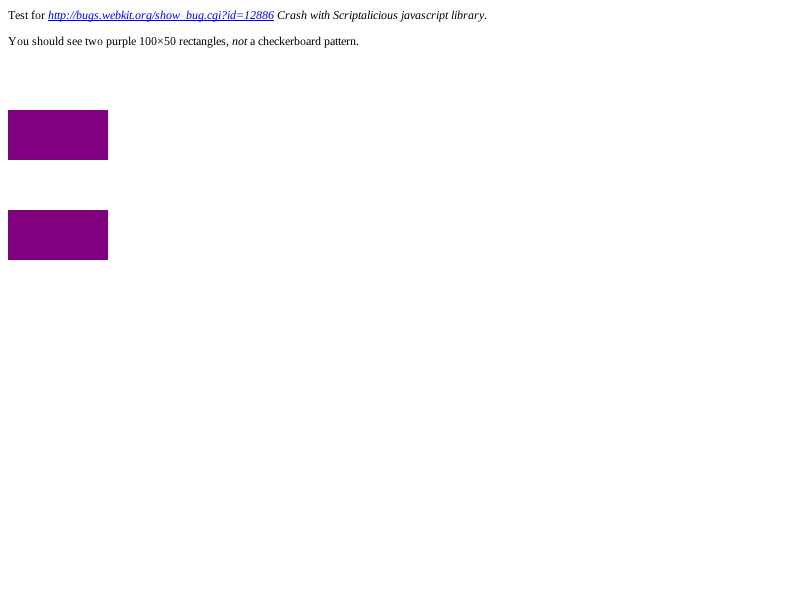 Test for http://bugs.webkit.org/show_bug.cgi?id=12886 Crash with Scriptalicious javascript library.
You should see two purple 100×50 rectangles, not a checkerboard pattern.